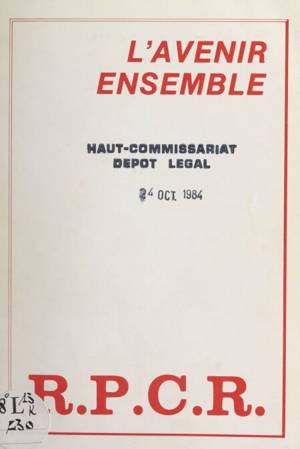 L'AVENIR
ENSEMBLE
HAUT-COMMISSARIAT
DEPOT LEGAL
24 OCT. 1984
R.P.C.R.